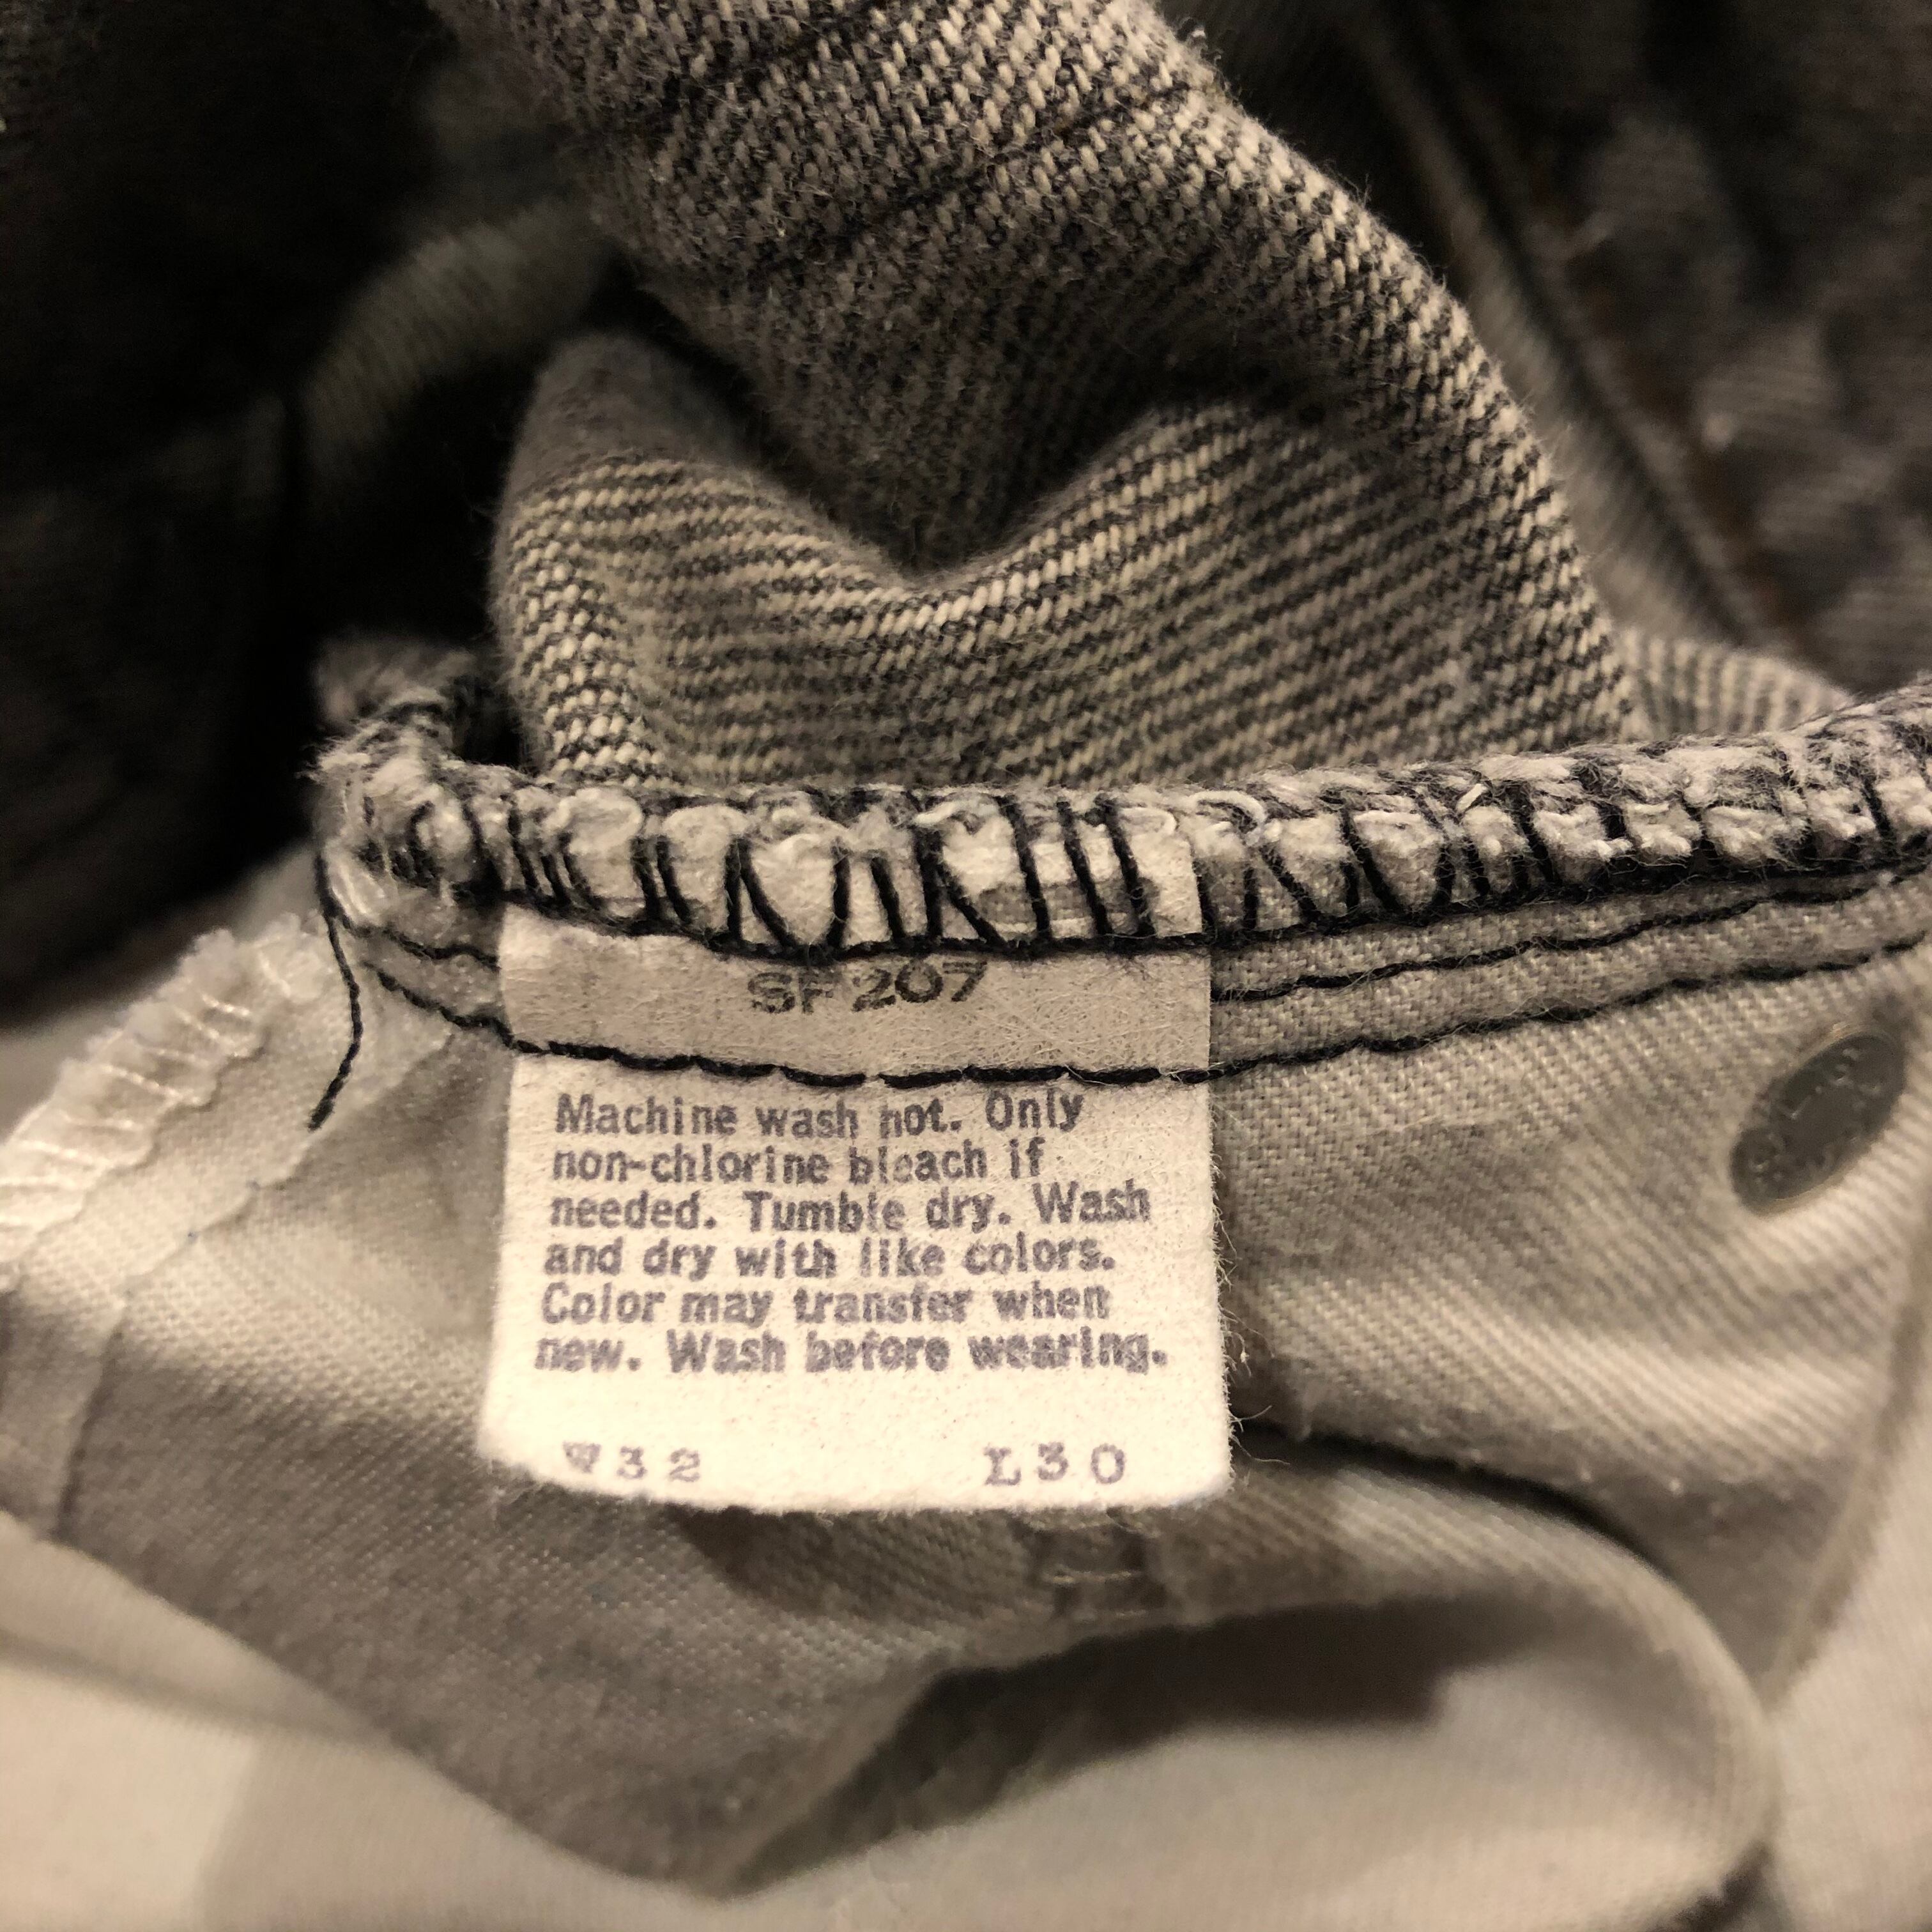 SF 207
Machine wash hot. Only
non-chlorine bleach if
needed. Tumble dry. Wash
and dry with like colors.
Color may transfer when
new. Wash before wearing.
W32 L30